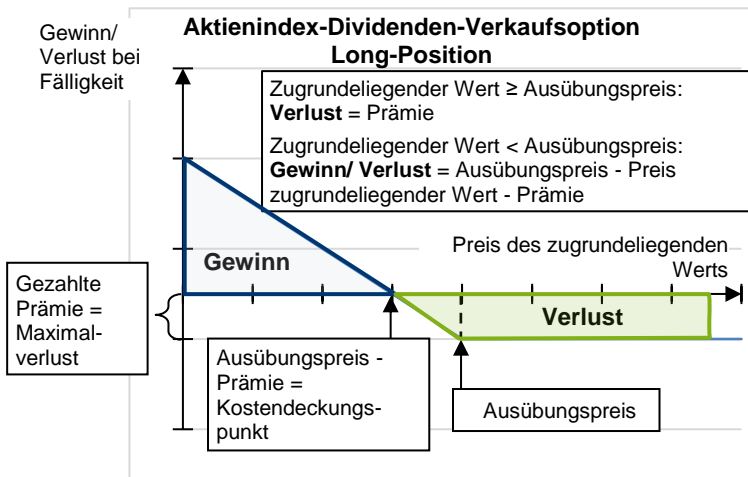 Aktienindex-Dividenden-Verkaufsoption
Long-Position
Gewinn/
Verlust bei
Fälligkeit
Zugrundeliegender Wert ≥ Ausübungspreis:
Verlust = Prämie
Zugrundeliegender Wert < Ausübungspreis:
Gewinn/ Verlust = Ausübungspreis - Preis
zugrundeliegender Wert - Prämie
Preis des zugrundeliegenden
Werts
Gewinn
Gezahlte
Prämie =
Maximal-
verlust
Verlust
Ausübungspreis -
Prämie =
Kostendeckungs-
punkt
Ausübungspreis